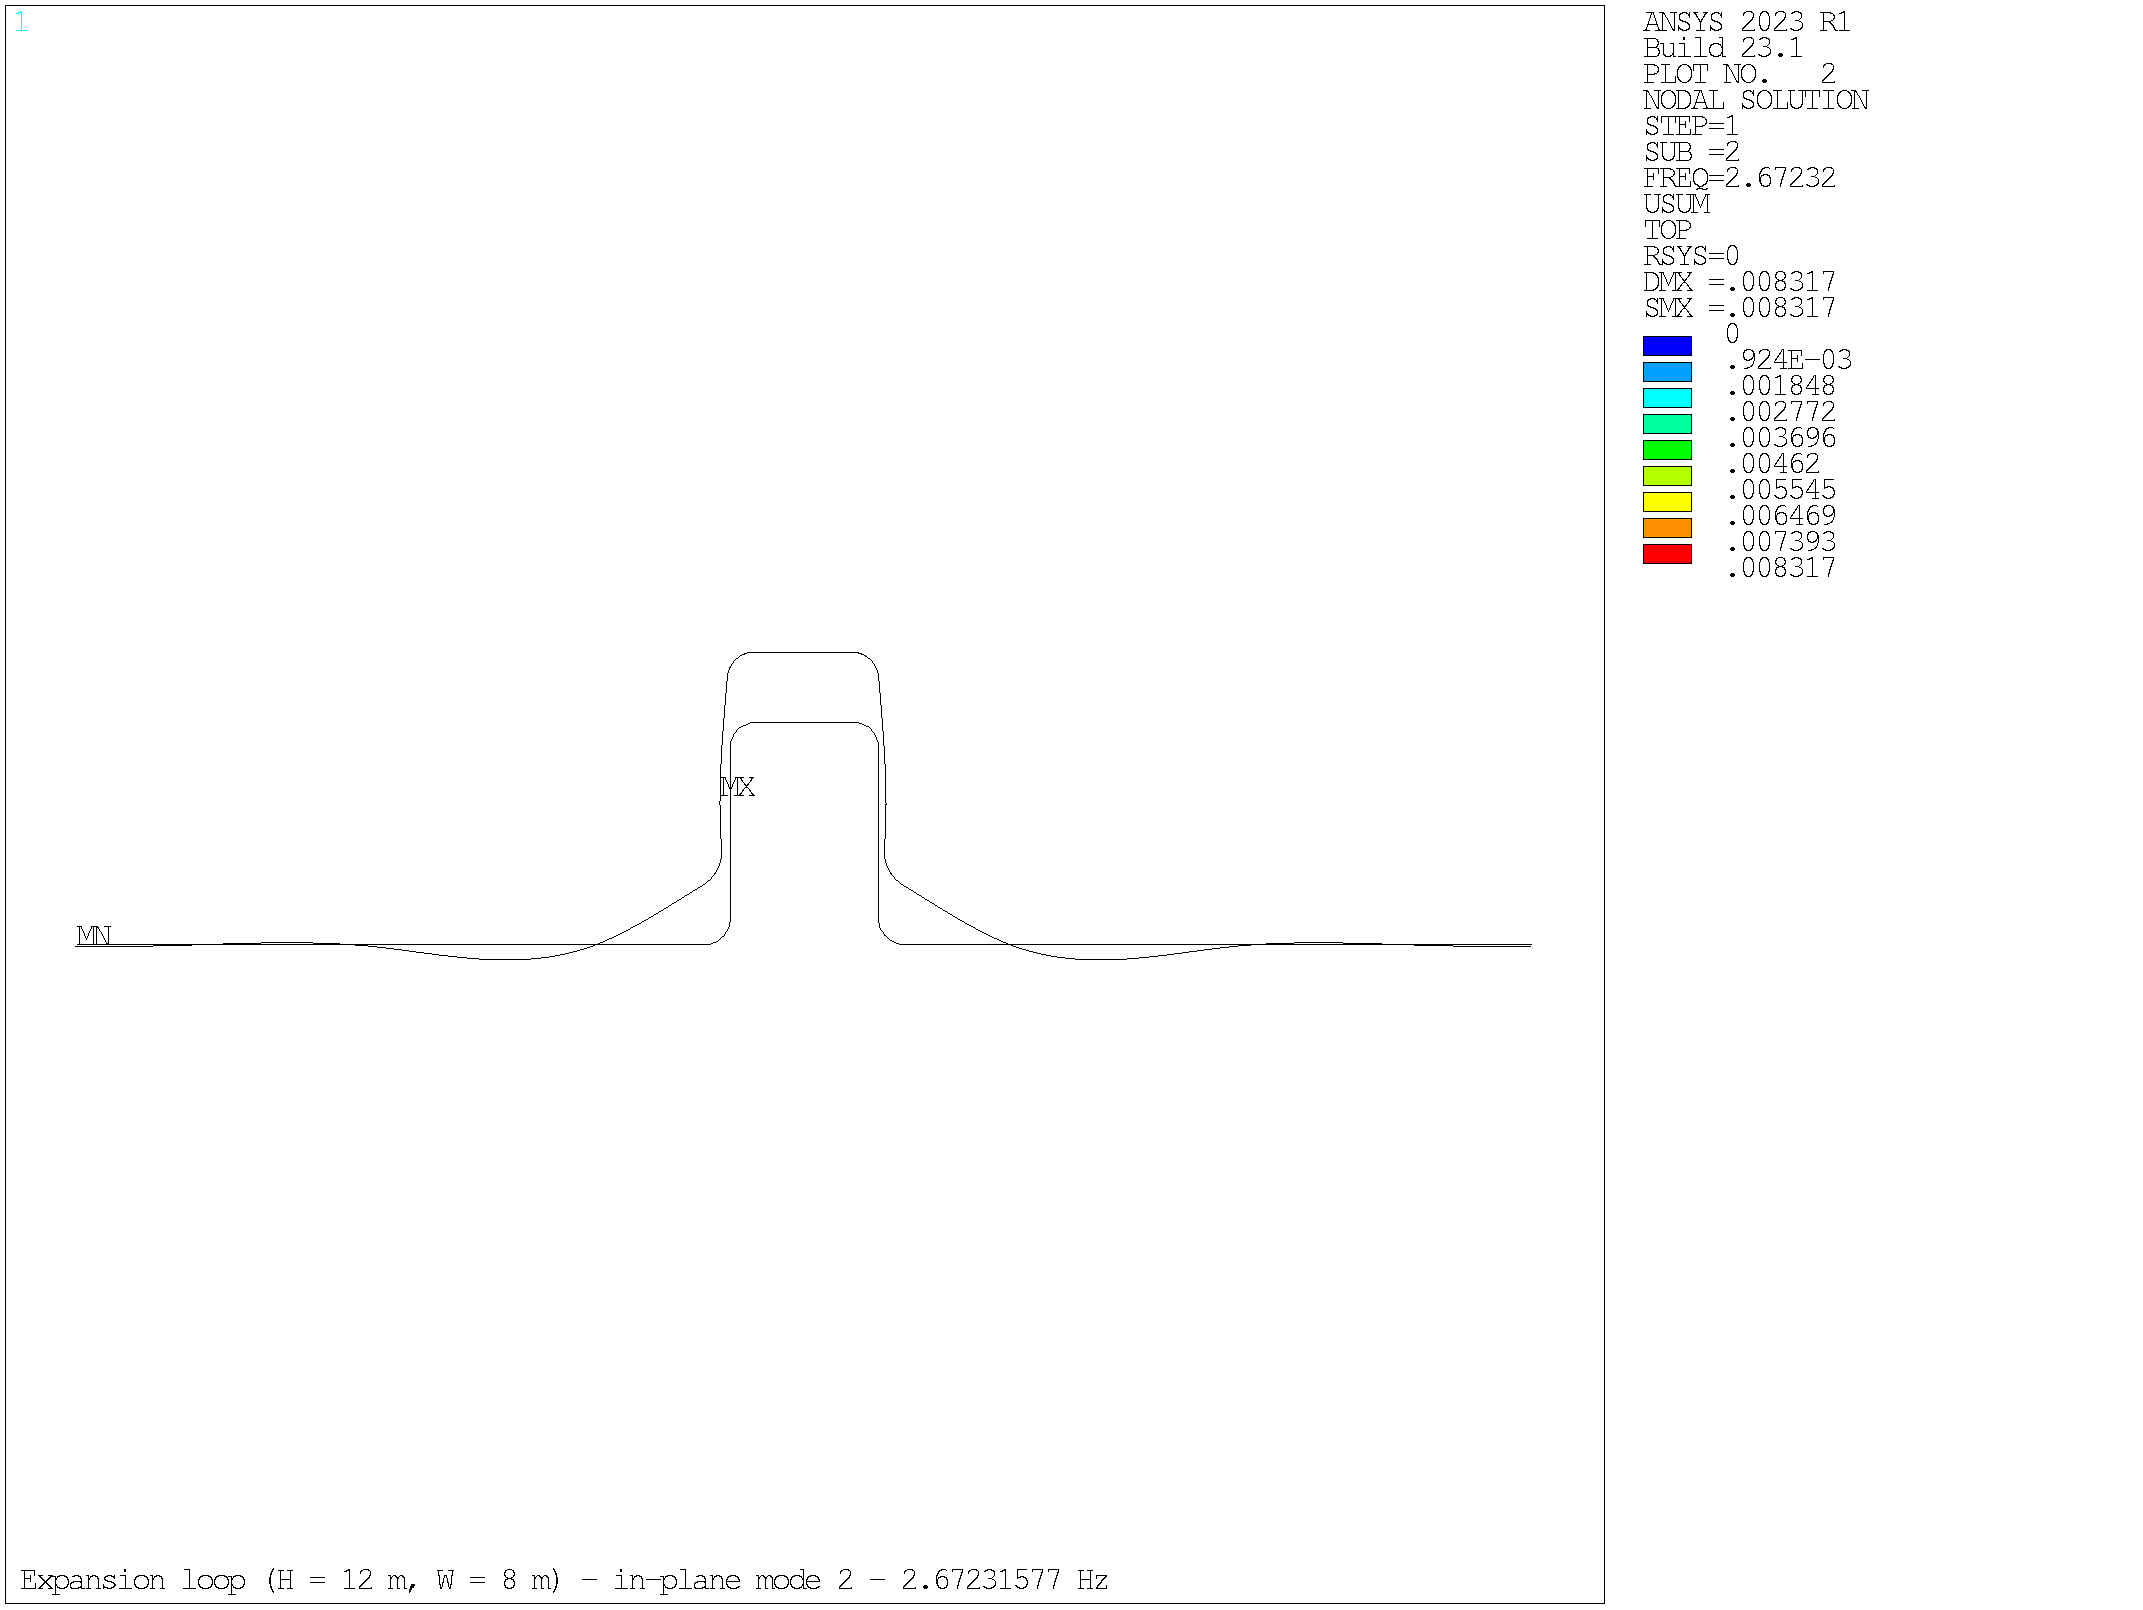 1
ANSYS 2023 R1
Build 23.1
PLOT NO.   2
NODAL SOLUTION
STEP=1
SUB =2
FREQ=2.67232
USUM
TOP
RSYS=0
DMX =.008317
SMX =.008317
0
.924E-03
.001848
.002772
.003696
.00462
.005545
.006469
.007393
.008317
MX
MN
Expansion loop (H = 12 m, W = 8 m) - in-plane mode 2 - 2.67231577 Hz